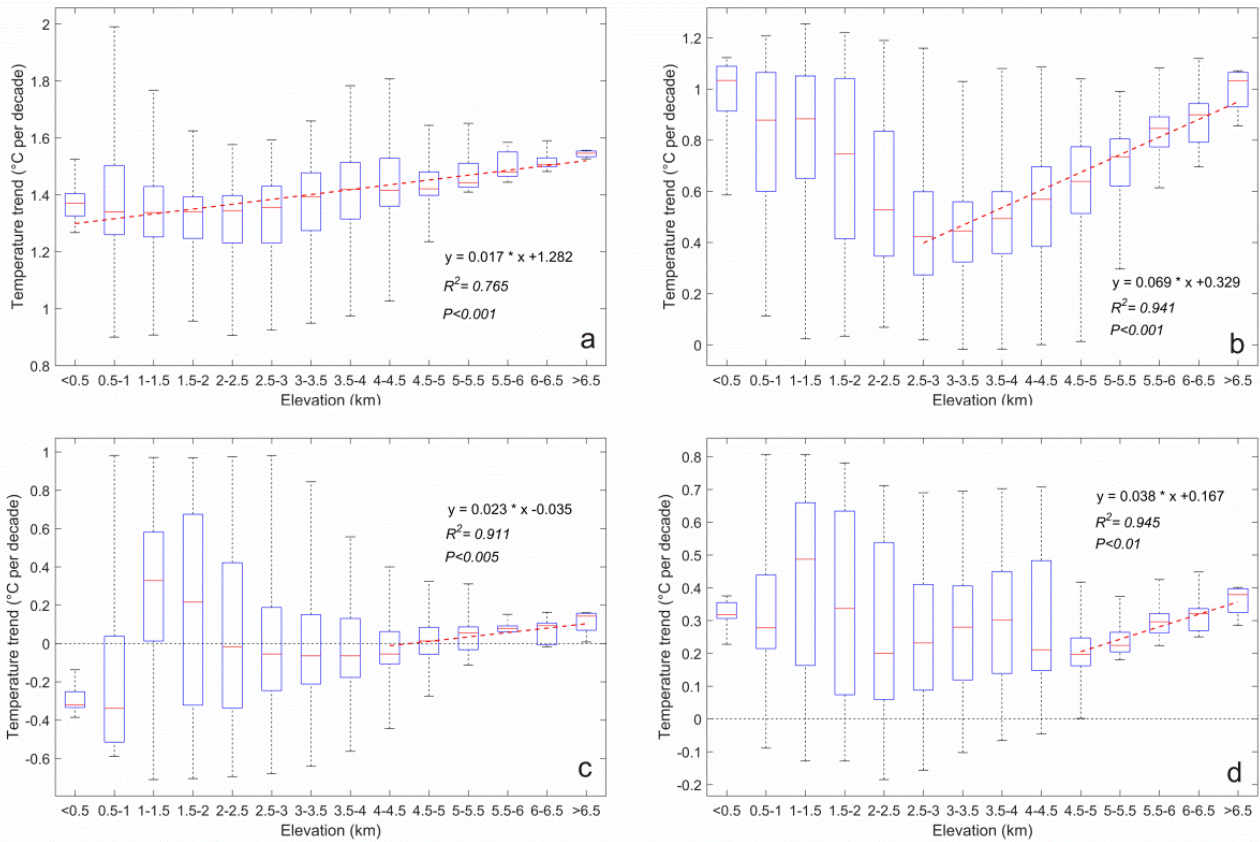 2
1.8
1.6
1.4
1.2
1
0.8
Temperature trend (°C per decade)
y = 0.017 * x +1.282
R²= 0.765
P<0.001
a
<0.5 0.5-1 1-1.5 1.5-2 2-2.5 2.5-3 3-3.5 3.5-4 4-4.5 4.5-5 5-5.5 5.5-6 6-6.5 >6.5
Elevation (km)
1.2
1
0.8
0.6
0.4
0.2
0
Temperature trend (°C per decade)
y = 0.069 * x +0.329
R²= 0.941
P<0.001
b
<0.5 0.5-1 1-1.5 1.5-2 2-2.5 2.5-3 3-3.5 3.5-4 4-4.5 4.5-5 5-5.5 5.5-6 6-6.5 >6.5
Elevation (km)
1
0.8
0.6
0.4
0.2
0
-0.2
-0.4
-0.6
Temperature trend (°C per decade)
y = 0.023 * x -0.035
R²= 0.911
P<0.005
c
<0.5 0.5-1 1-1.5 1.5-2 2-2.5 2.5-3 3-3.5 3.5-4 4-4.5 4.5-5 5-5.5 5.5-6 6-6.5 >6.5
Elevation (km)
0.8
0.7
0.6
0.5
0.4
0.3
0.2
0.1
0
-0.1
-0.2
Temperature trend (°C per decade)
y = 0.038 * x +0.167
R²= 0.945
P<0.01
d
<0.5 0.5-1 1-1.5 1.5-2 2-2.5 2.5-3 3-3.5 3.5-4 4-4.5 4.5-5 5-5.5 5.5-6 6-6.5 >6.5
Elevation (km)